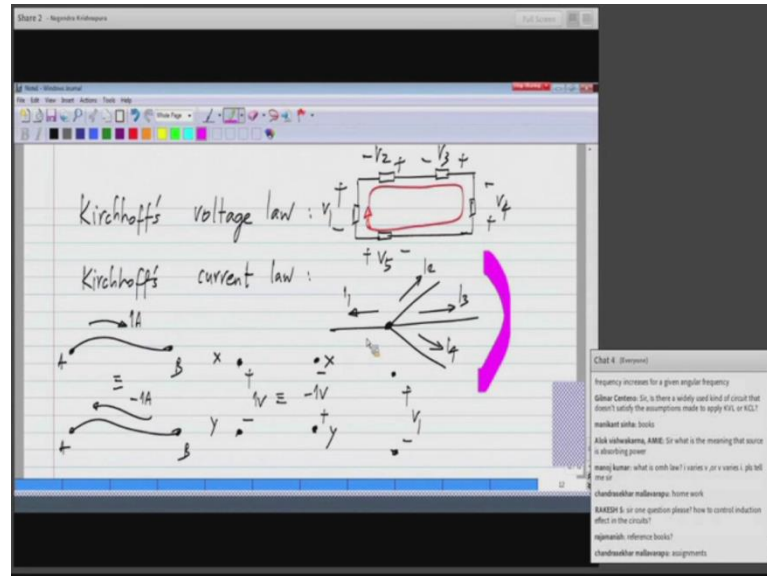 Share 2 - Nagendra Krishnapura
Full Screen
Note1 - Windows Journal
File Edit View Insert Actions Tools Help
Whole Page
B I
- V2 + - V3 +
Kirchhoff's voltage law : V1 + - - V4 +
+ V5 -
Kirchhoff's current law :
I1 I2 I3 I4
1A
A B
≡
-1A
A B
X + 1V - Y ≡ X - -1V + Y
+ V1 -
12
Chat 4 (Everyone)
frequency increases for a given angular frequency
Gilmar Centeno: Sir, is there a widely used kind of circuit that
doesn't satisfy the assumptions made to apply KVL or KCL?
manikant sinha: books
Alok vishwakarma, AMIE: Sir what is the meaning that source
is absorbing power
manoj kumar: what is omh law? i varies v ,or v varies i. pls tell
me sir
chandrasekhar mallavarapu: home work
RAKESH S: sir one question please? how to control induction
effect in the circuits?
rajamanish: reference books?
chandrasekhar mallavarapu: assignments